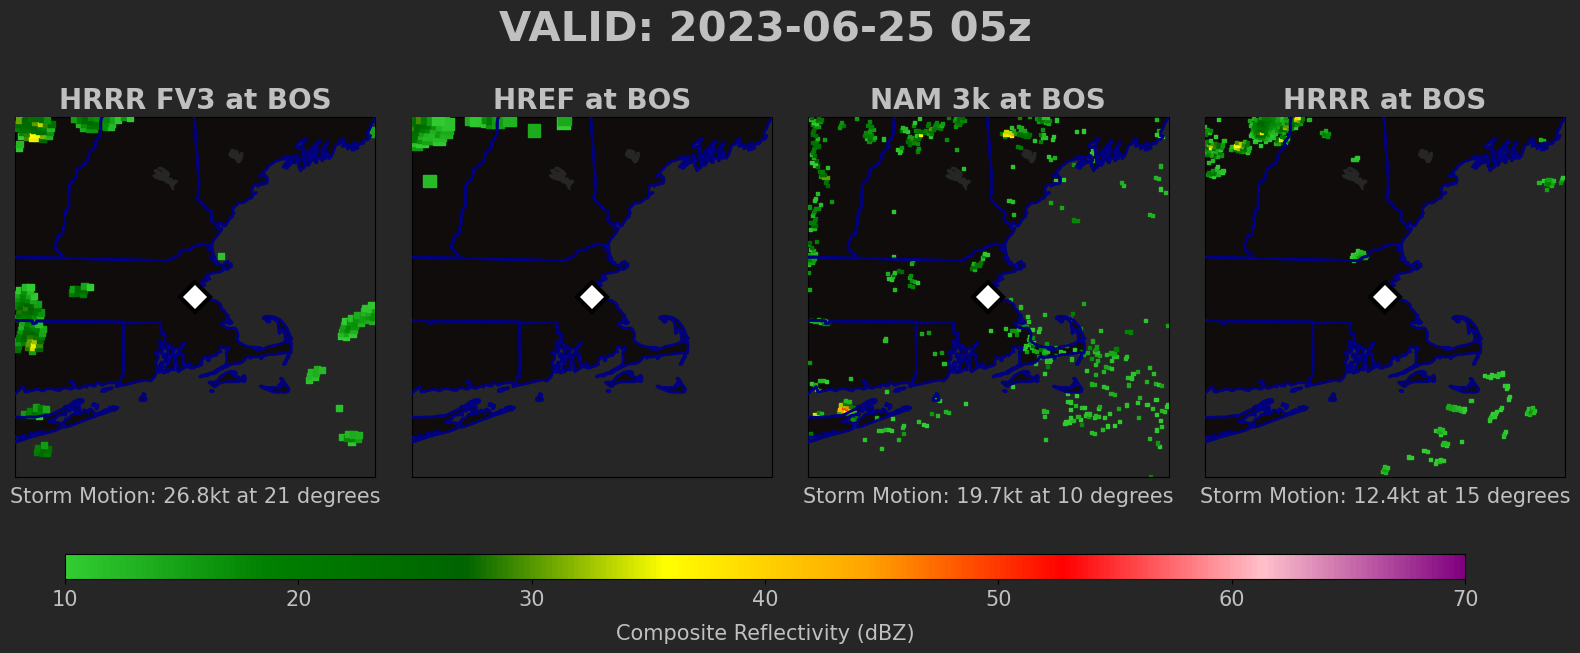 VALID: 2023-06-25 05z
HRRR FV3 at BOS
HREF at BOS
NAM 3k at BOS
HRRR at BOS
Storm Motion: 26.8kt at 21 degrees
Storm Motion: 19.7kt at 10 degrees
Storm Motion: 12.4kt at 15 degrees
10 20 30 40 50 60 70
Composite Reflectivity (dBZ)